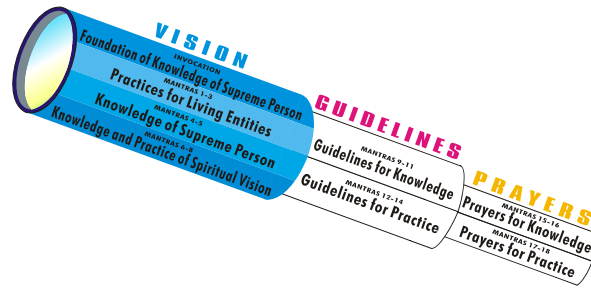 VISION
INVOCATION
Foundation of Knowledge of Supreme Person
MANTRAS 1-3
Practices for Living Entities
MANTRAS 4-5
Knowledge of Supreme Person
MANTRAS 6-8
Knowledge and Practice of Spiritual Vision
GUIDELINES
MANTRAS 9-11
Guidelines for Knowledge
MANTRAS 12-14
Guidelines for Practice
PRAYERS
MANTRAS 15-16
Prayers for Knowledge
MANTRAS 17-18
Prayers for Practice